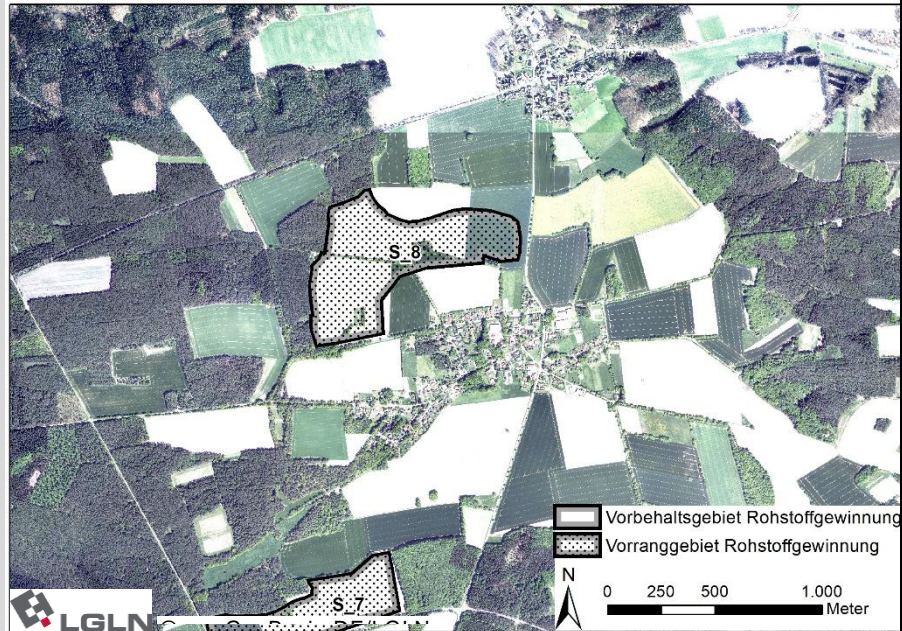 S_8
Vorbehaltsgebiet Rohstoffgewinnung
Vorranggebiet Rohstoffgewinnung
N
0 250 500 1.000
Meter
S_7
LGLN